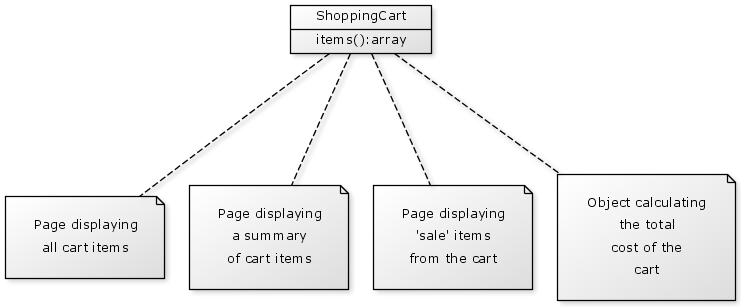 ShoppingCart
items():array
Page displaying
all cart items
Page displaying
a summary
of cart items
Page displaying
'sale' items
from the cart
Object calculating
the total
cost of the
cart